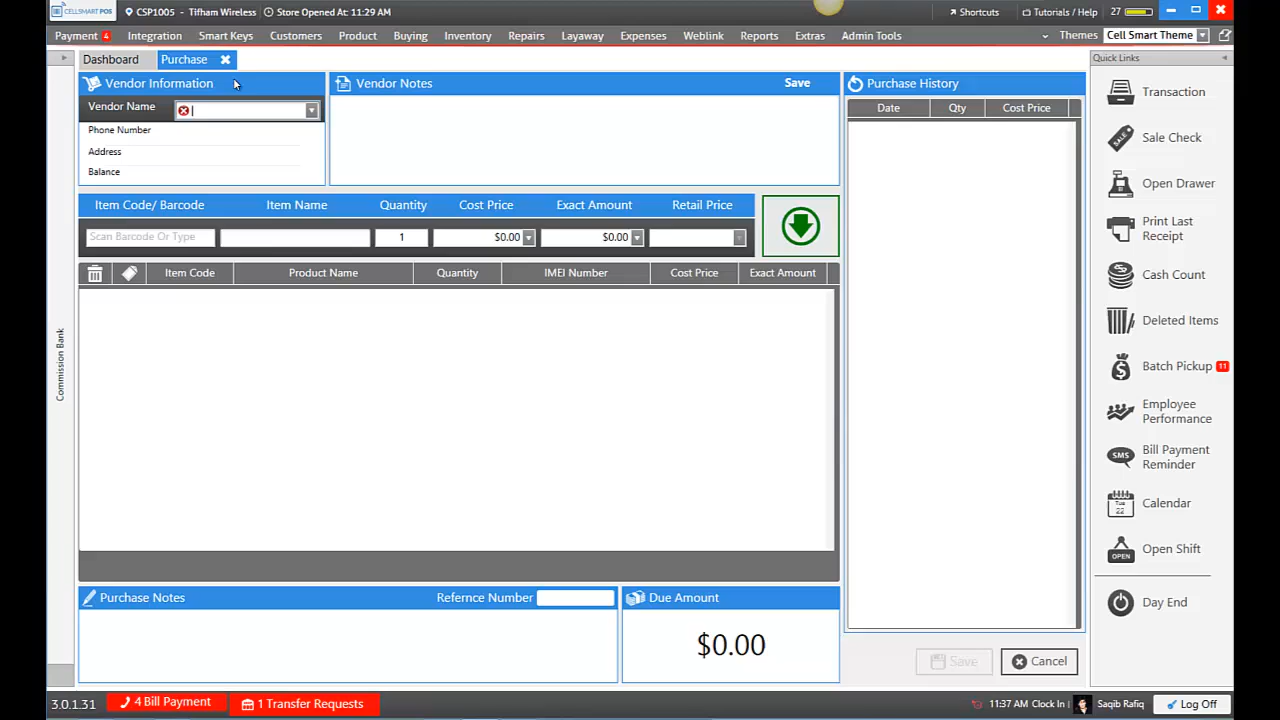 CELLSMART POS
CSP1005 - Tifham Wireless
Store Opened At: 11:29 AM
Shortcuts
Tutorials / Help
27
Payment 4
Integration
Smart Keys
Customers
Product
Buying
Inventory
Repairs
Layaway
Expenses
Weblink
Reports
Extras
Admin Tools
Themes
Cell Smart Theme
Dashboard
Purchase
Quick Links
Vendor Information
Vendor Name
Phone Number
Address
Balance
Vendor Notes
Save
Purchase History
Date
Qty
Cost Price
Item Code/ Barcode
Item Name
Quantity
Cost Price
Exact Amount
Retail Price
Scan Barcode Or Type
1
$0.00
$0.00
Item Code
Product Name
Quantity
IMEI Number
Cost Price
Exact Amount
Commission Bank
Purchase Notes
Refernce Number
Due Amount
$0.00
Save
Cancel
Transaction
SALE
Sale Check
Open Drawer
Print Last
Receipt
Cash Count
Deleted Items
Batch Pickup 11
Employee
Performance
SMS
Bill Payment
Reminder
Tue
22
Calendar
OPEN
Open Shift
Day End
3.0.1.31
4 Bill Payment
1 Transfer Requests
11:37 AM Clock In
Saqib Rafiq
Log Off